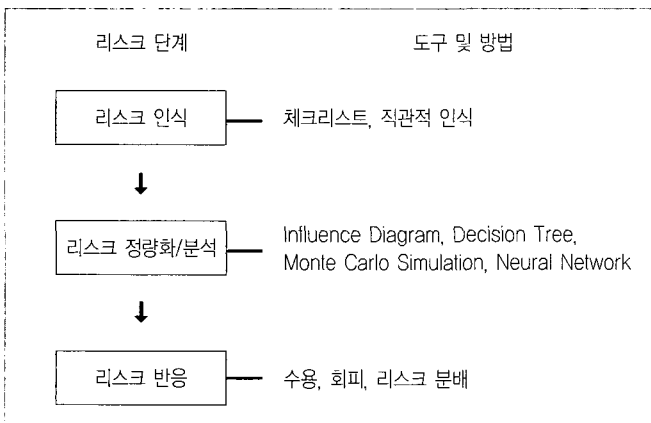 리스크 단계 도구 및 방법
리스크 인식 체크리스트, 직관적 인식
리스크 정량화/분석 Influence Diagram, Decision Tree,
Monte Carlo Simulation, Neural Network
리스크 반응 수용, 회피, 리스크 분배